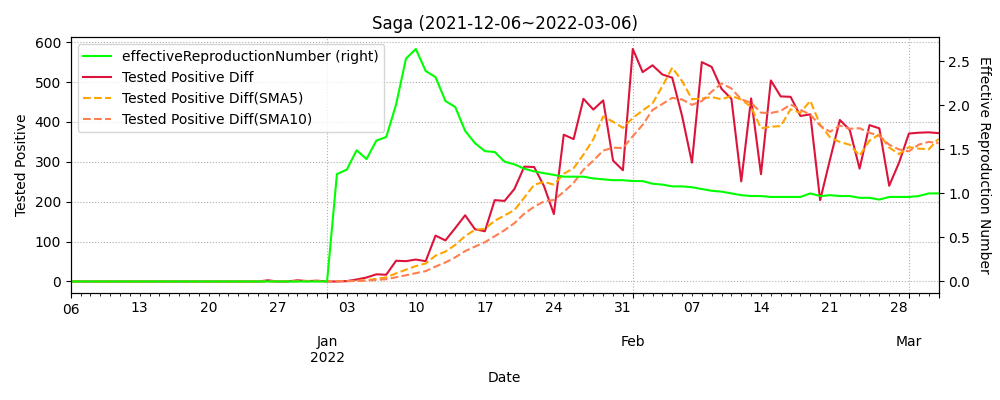 Saga (2021-12-06~2022-03-06)
effectiveReproductionNumber (right)
Tested Positive Diff
Tested Positive Diff(SMA5)
Tested Positive Diff(SMA10)
Tested Positive
600
500
400
300
200
100
0
2.5
2.0
1.5
1.0
0.5
0.0
Effective Reproduction Number
06 13 20 27 03 10 17 24 31 07 14 21 28
Jan Feb Mar
2022
Date